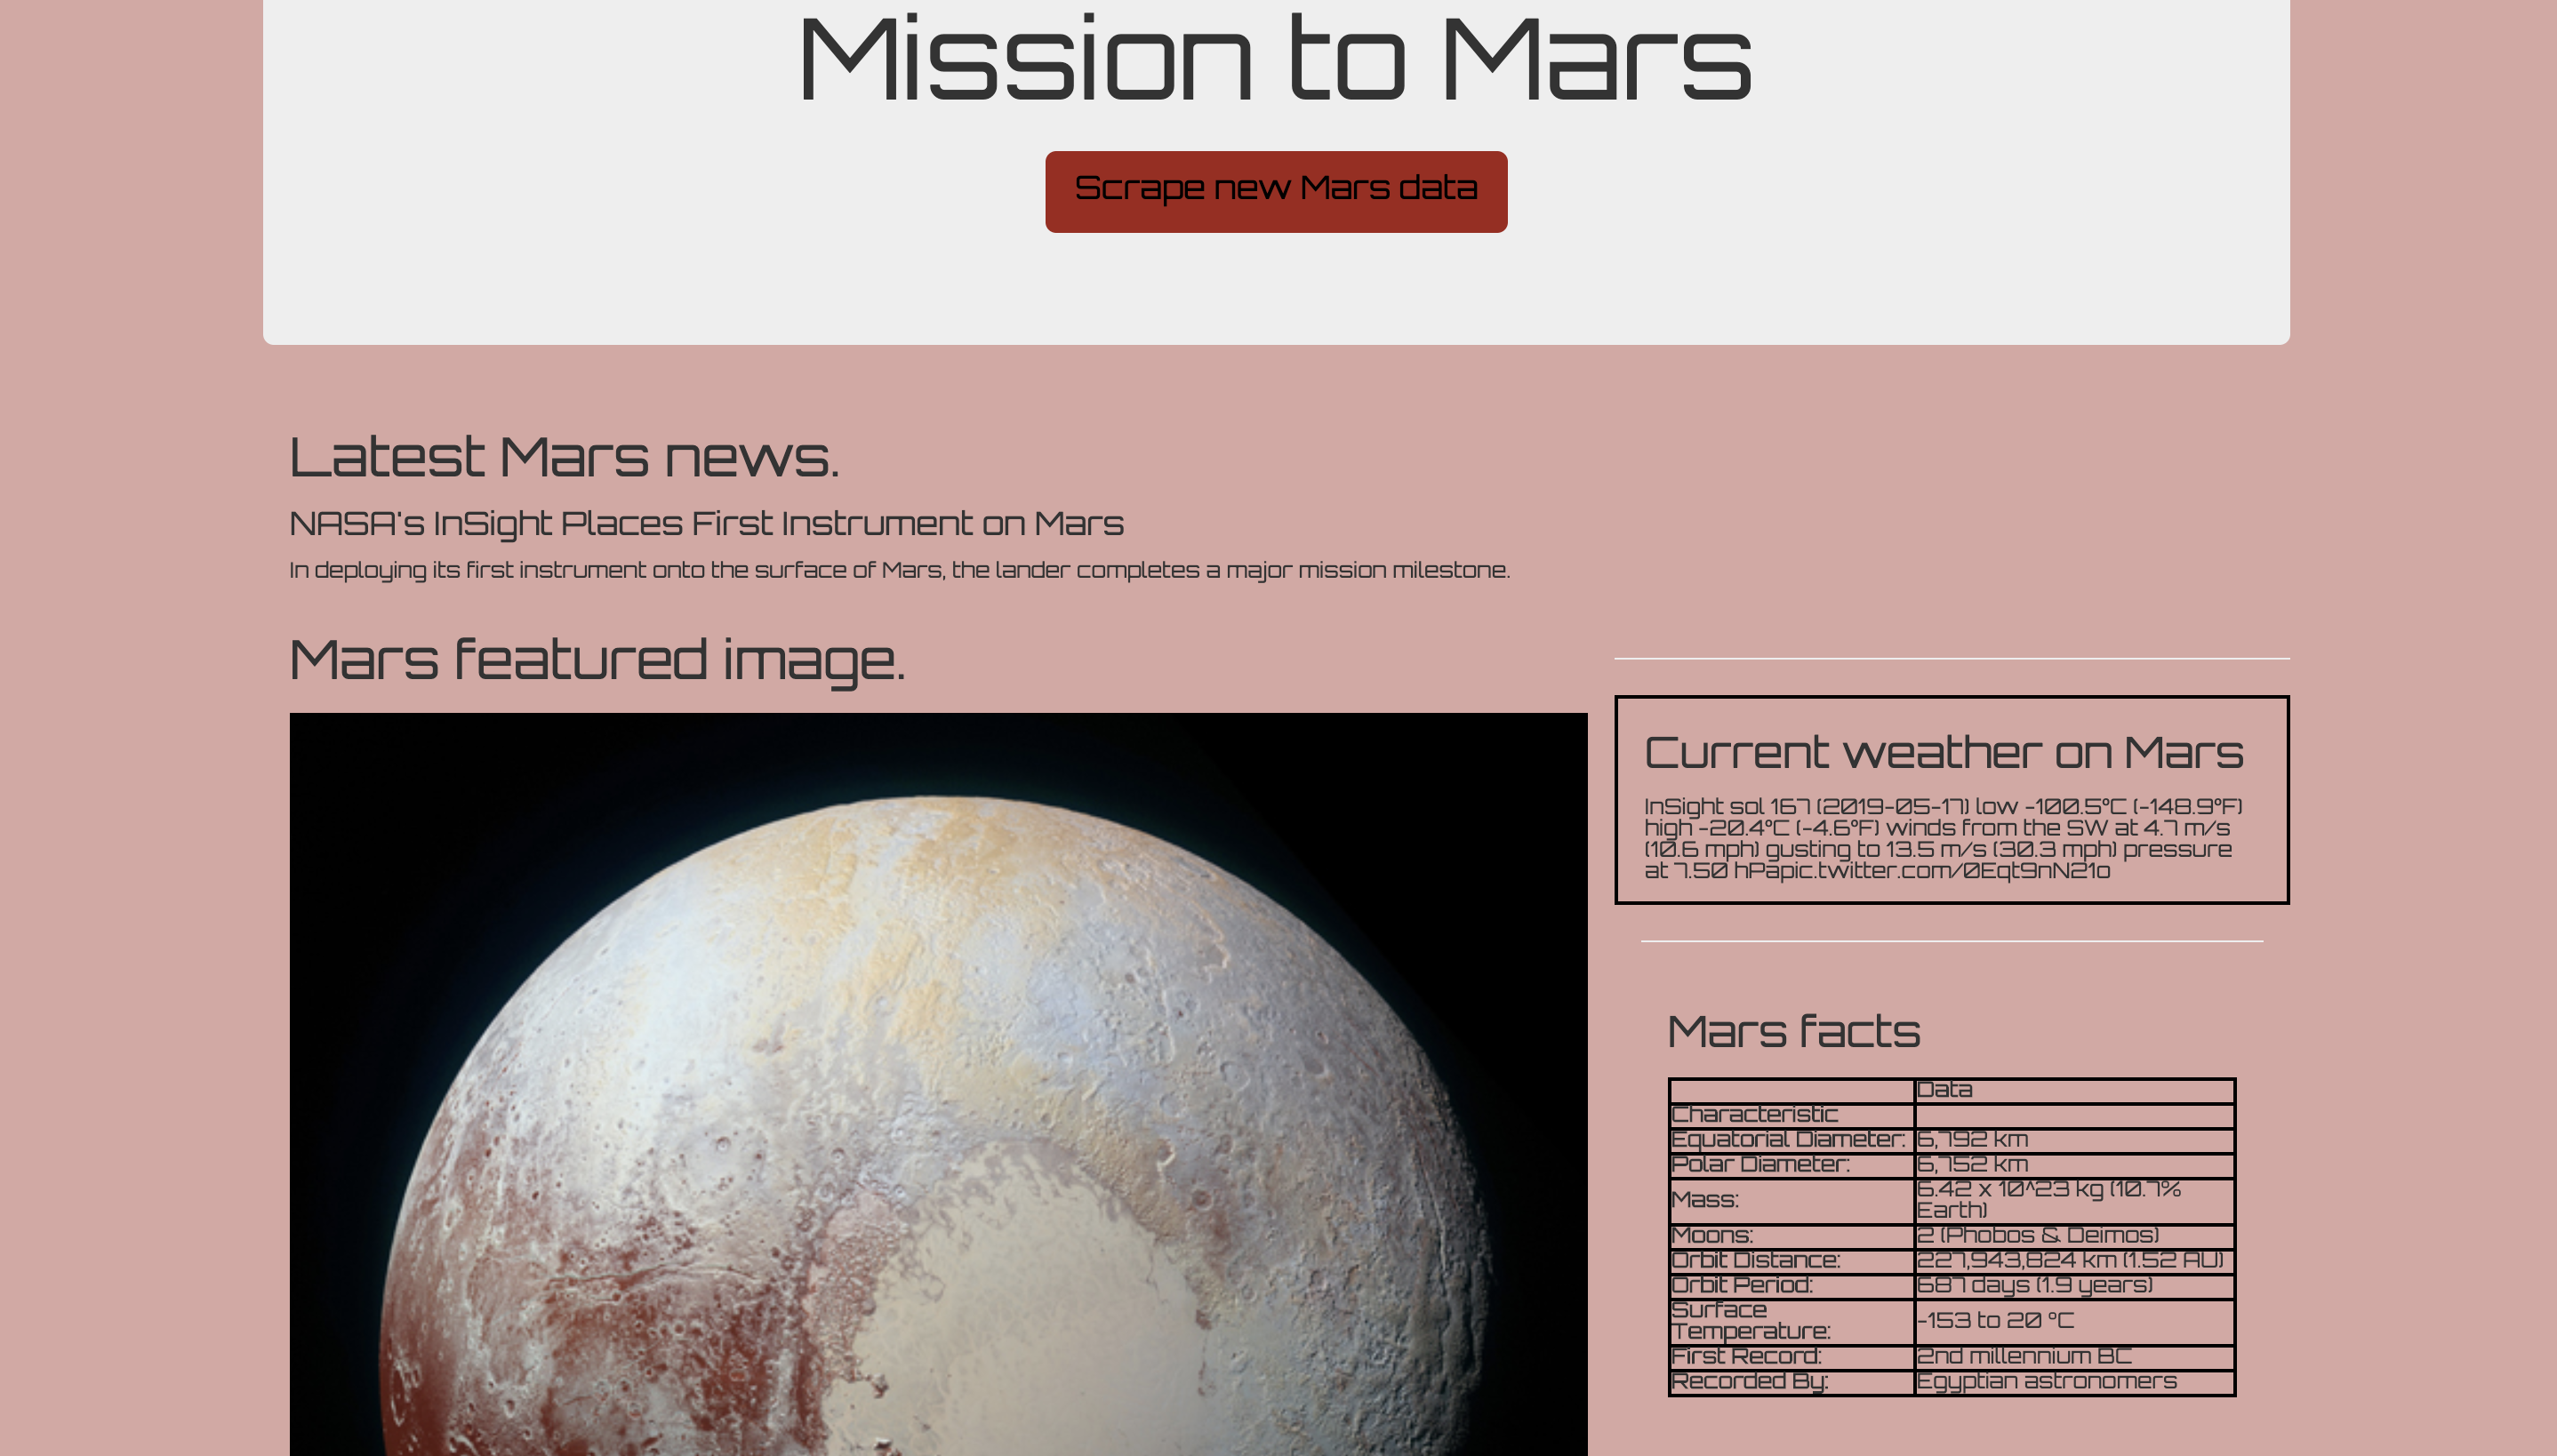 Mission to Mars
Scrape new Mars data
Latest Mars news.
NASA's InSight Places First Instrument on Mars
In deploying its first instrument onto the surface of Mars, the lander completes a major mission milestone.
Mars featured image.
Current weather on Mars
InSight sol 167 (2019-05-17) low -100.5ºC (-148.9ºF)
high -20.4ºC (-4.6ºF) winds from the SW at 4.7 m/s
(10.6 mph) gusting to 13.5 m/s (30.3 mph) pressure
at 7.50 hPapic.twitter.com/0Eqt9nN21o
Mars facts
Data
Characteristic
Equatorial Diameter: 6,792 km
Polar Diameter: 6,752 km
Mass: 6.42 x 10^23 kg (10.7%
Earth)
Moons: 2 (Phobos & Deimos)
Orbit Distance: 227,943,824 km (1.52 AU)
Orbit Period: 687 days (1.9 years)
Surface
Temperature: -153 to 20 °C
First Record: 2nd millennium BC
Recorded By: Egyptian astronomers